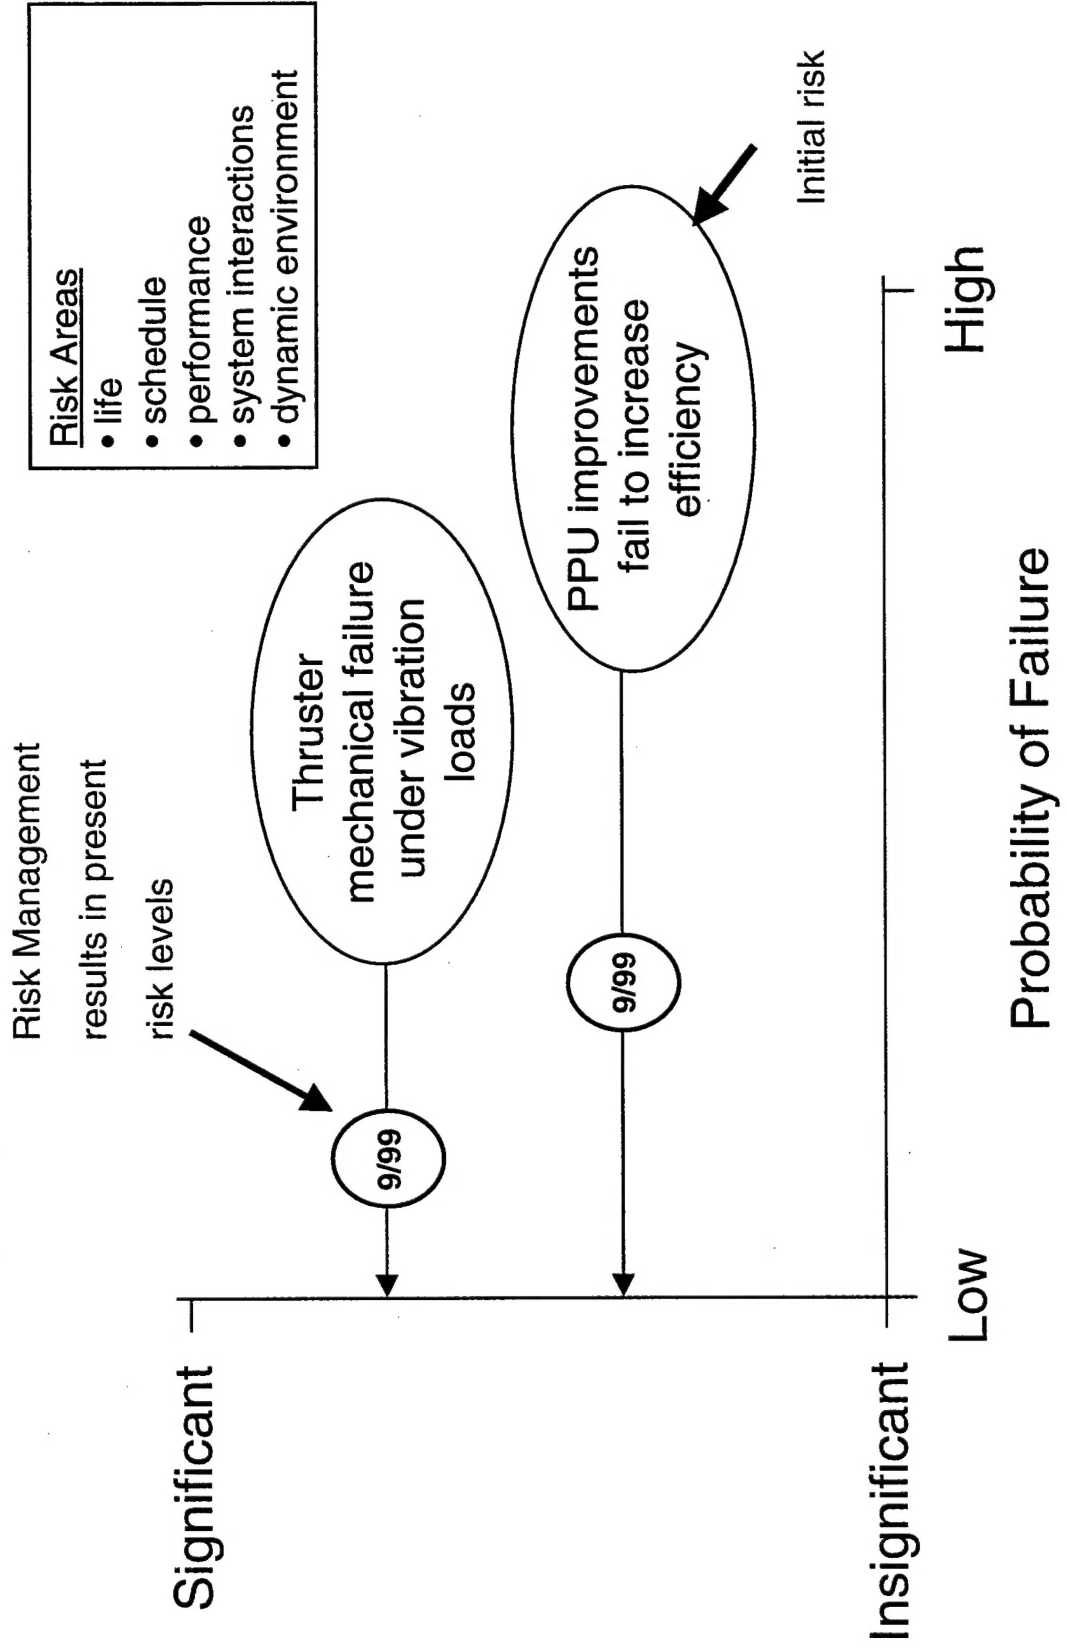 Risk Management
results in present
risk levels
Risk Areas
• life
• schedule
• performance
• system interactions
• dynamic environment
Significant
Thruster
mechanical failure
under vibration
loads
9/99
PPU improvements
fail to increase
efficiency
9/99
Initial risk
Insignificant
Low
High
Probability of Failure